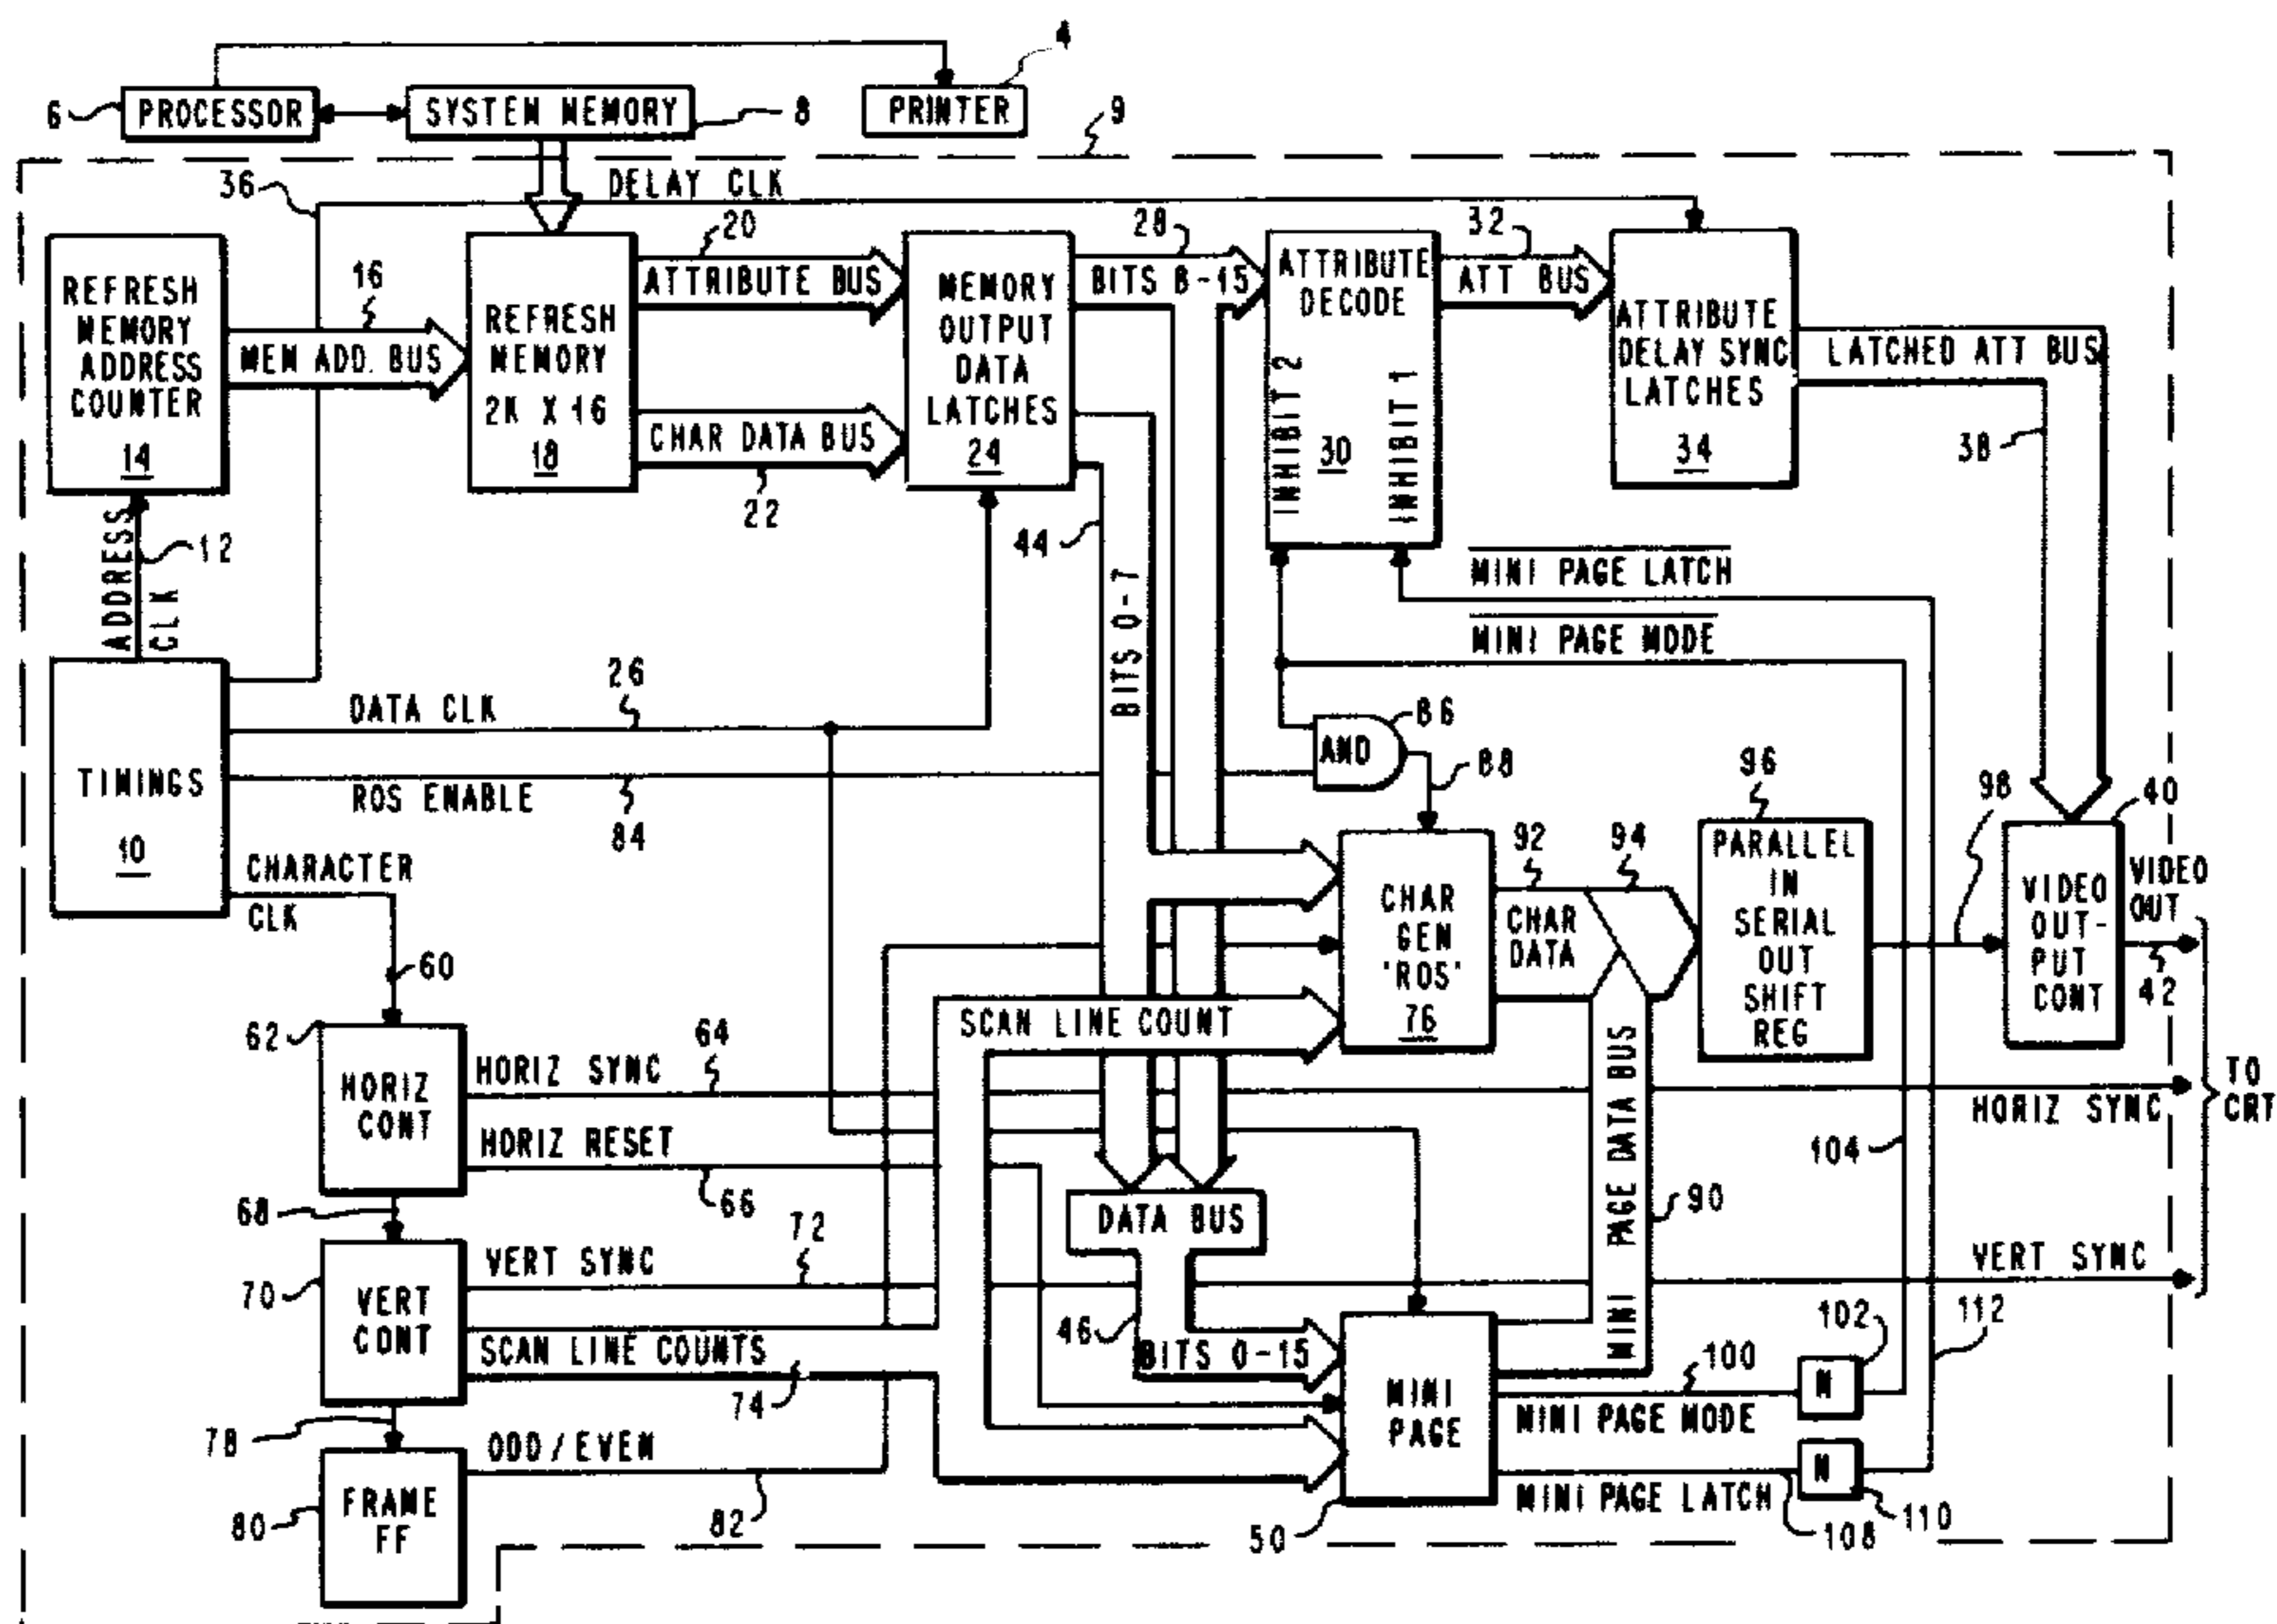 4
6
PROCESSOR
SYSTEM MEMORY
8
PRINTER
9
36
DELAY CLK
REFRESH
MEMORY
ADDRESS
COUNTER
14
16
MEM ADD. BUS
REFRESH
MEMORY
2K X 16
18
20
ATTRIBUTE BUS
CHAR DATA BUS
22
MEMORY
OUTPUT
DATA
LATCHES
24
28
BITS 8-15
ATTRIBUTE
DECODE
30
INHIBIT 2
INHIBIT 1
32
ATT BUS
ATTRIBUTE
DELAY SYNC
LATCHES
34
LATCHED ATT BUS
38
ADDRESS
CLK
12
44
BITS 0-7
MINI PAGE LATCH
MINI PAGE MODE
TIMINGS
10
DATA CLK
26
ROS ENABLE
84
CHARACTER
CLK
60
AND
86
88
CHAR
GEN
'ROS'
76
92
CHAR
DATA
94
96
PARALLEL
IN
SERIAL
OUT
SHIFT
REG
98
40
VIDEO
OUT-
PUT
CONT
VIDEO
OUT
42
TO
CRT
62
HORIZ
CONT
HORIZ SYNC
64
HORIZ RESET
66
SCAN LINE COUNT
MINI PAGE DATA BUS
90
104
HORIZ SYNC
68
70
VERT
CONT
VERT SYNC
72
SCAN LINE COUNTS
74
DATA BUS
46
BITS 0-15
VERT SYNC
112
78
80
FRAME
FF
ODD/EVEN
82
MINI
PAGE
50
100
MINI PAGE MODE
102
N
MINI PAGE LATCH
108
N
110